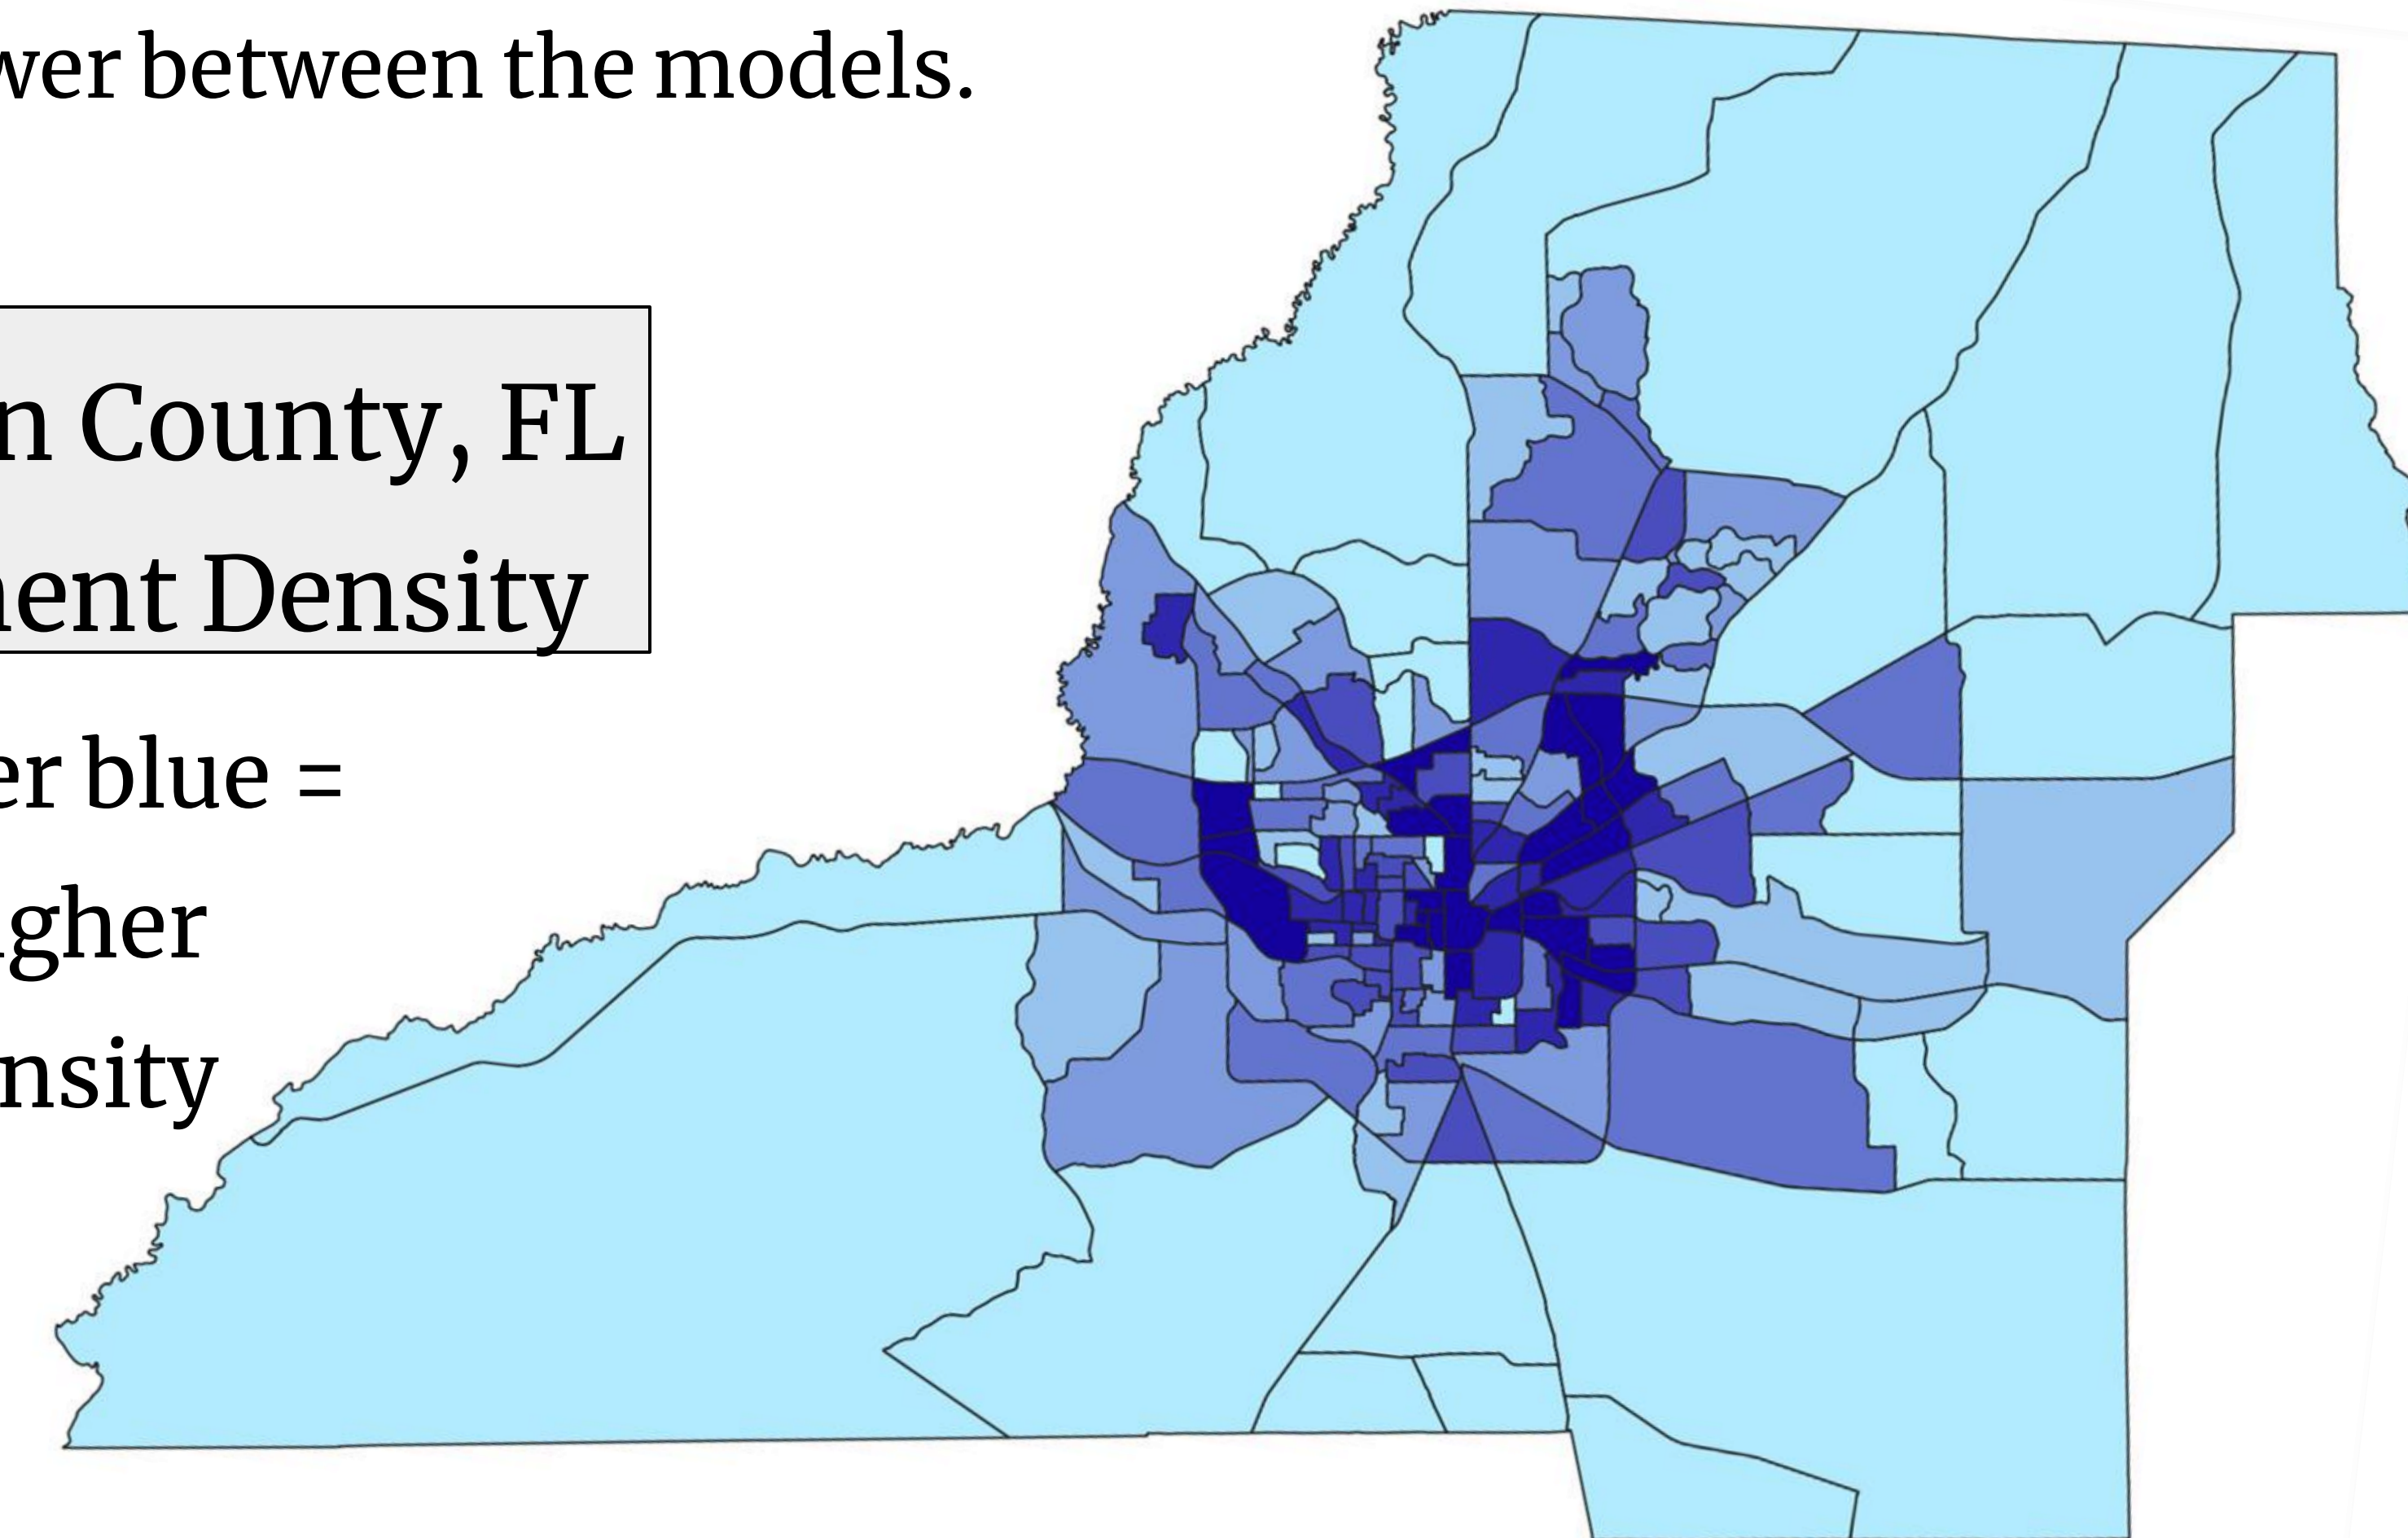 wer between the models.
n County, FL
nent Density
er blue =
gher
nsity